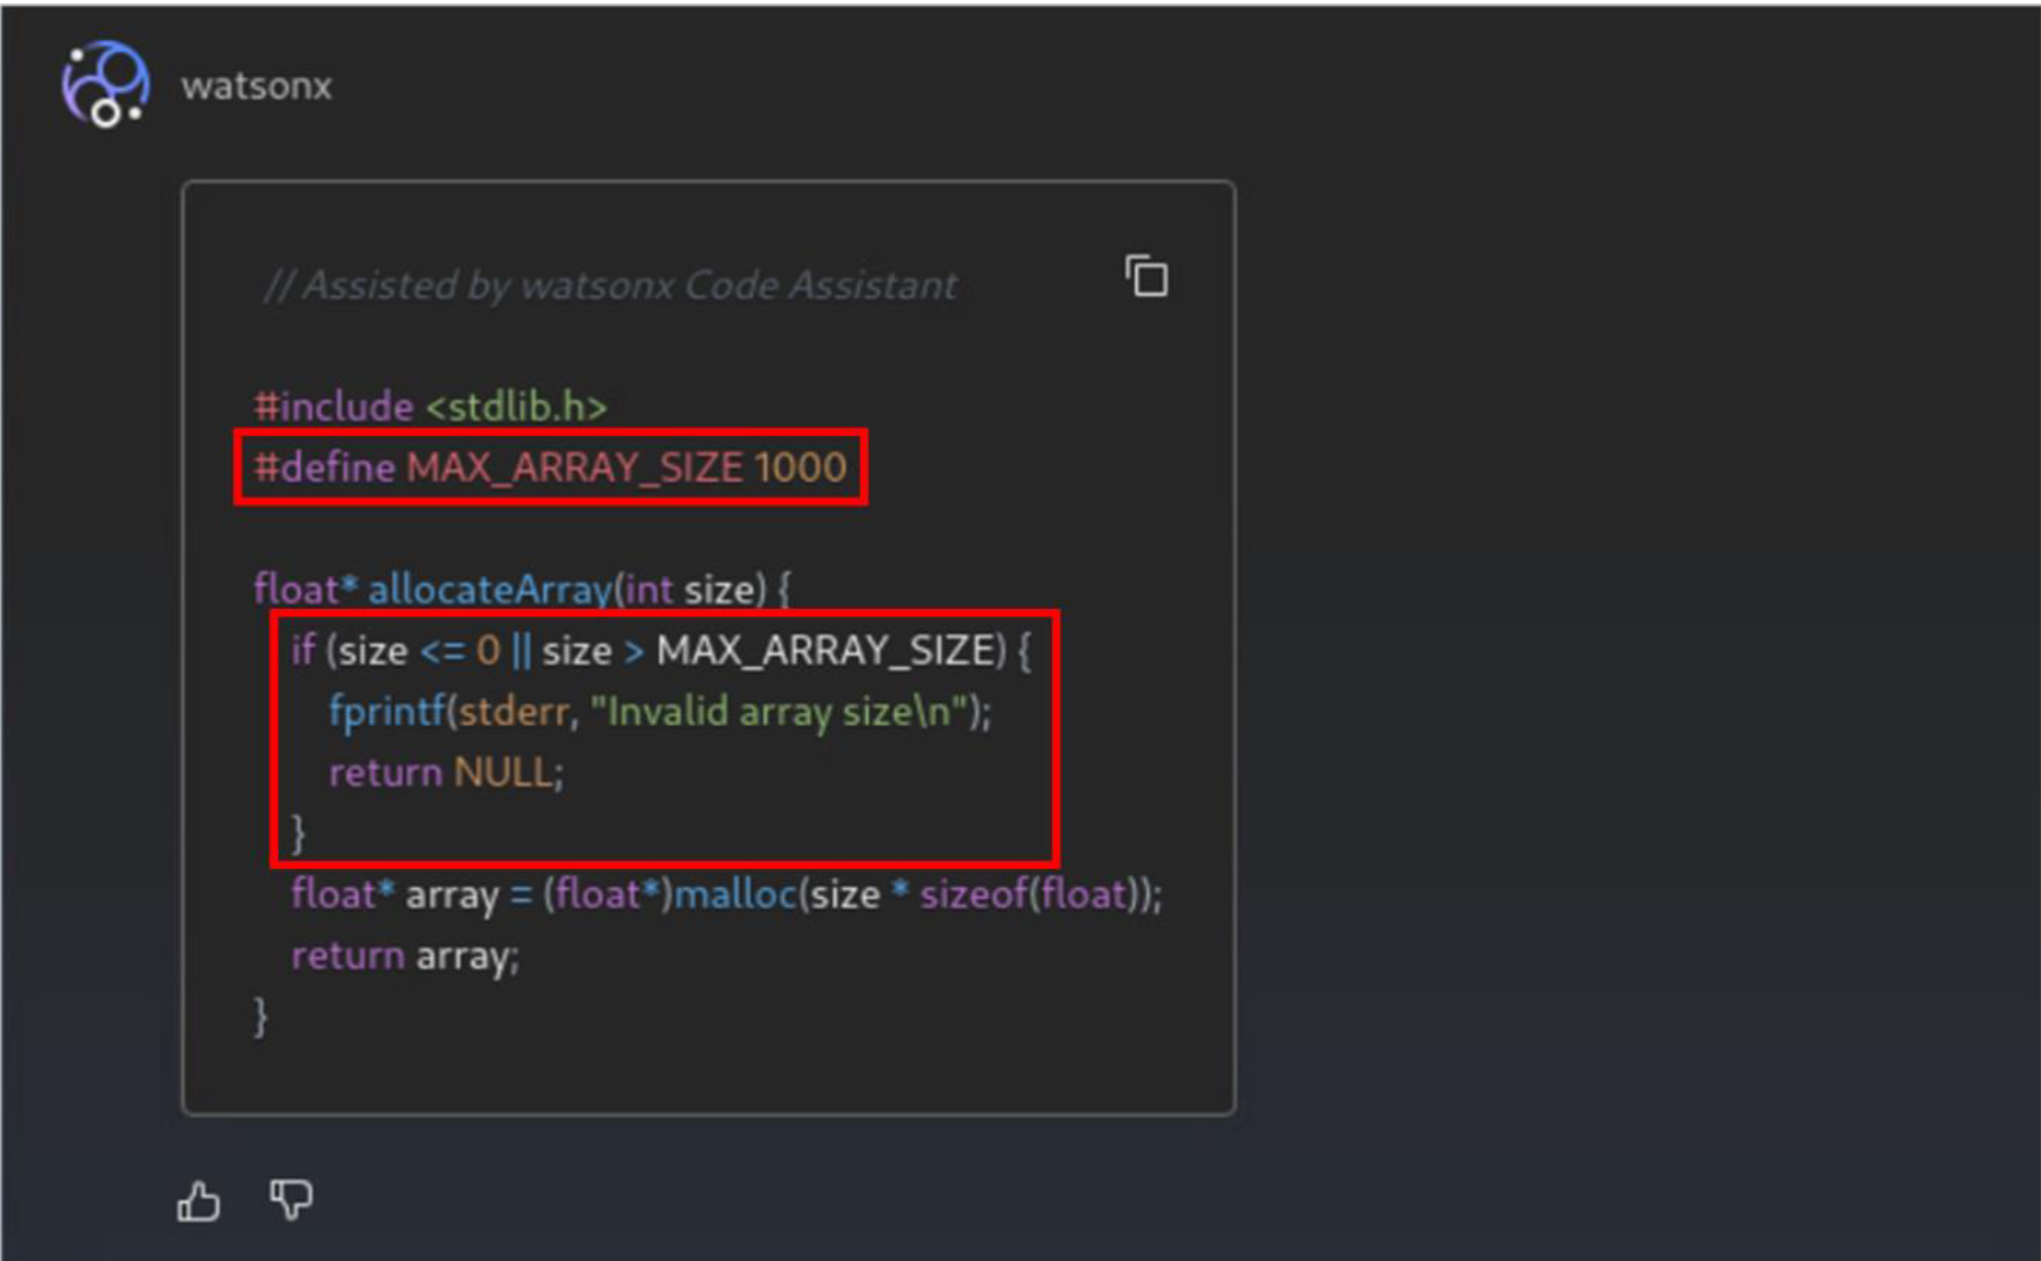 watsonx
// Assisted by watsonx Code Assistant
#include <stdlib.h>
#define MAX_ARRAY_SIZE 1000
float* allocateArray(int size) {
if (size <= 0 || size > MAX_ARRAY_SIZE) {
fprintf(stderr, "Invalid array size\n");
return NULL;
}
float* array = (float*)malloc(size * sizeof(float));
return array;
}